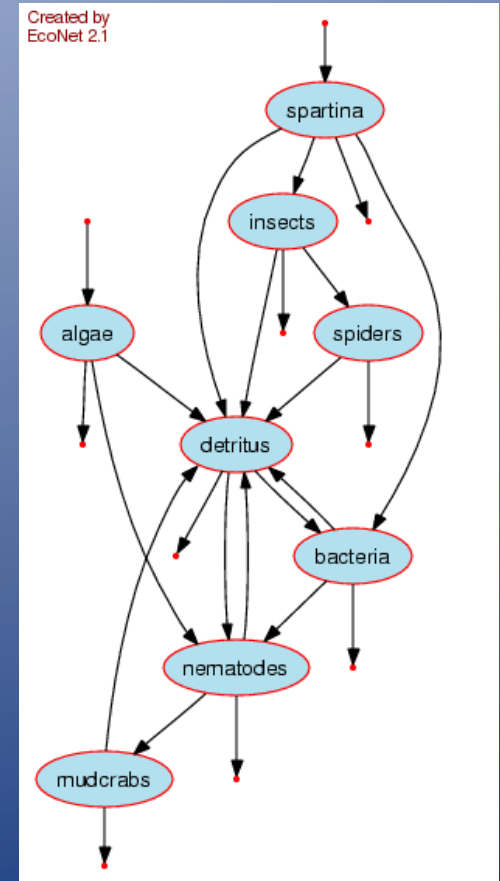 Created by
EcoNet 2.1
spartina
insects
algae
spiders
detritus
bacteria
nematodes
mudcrabs